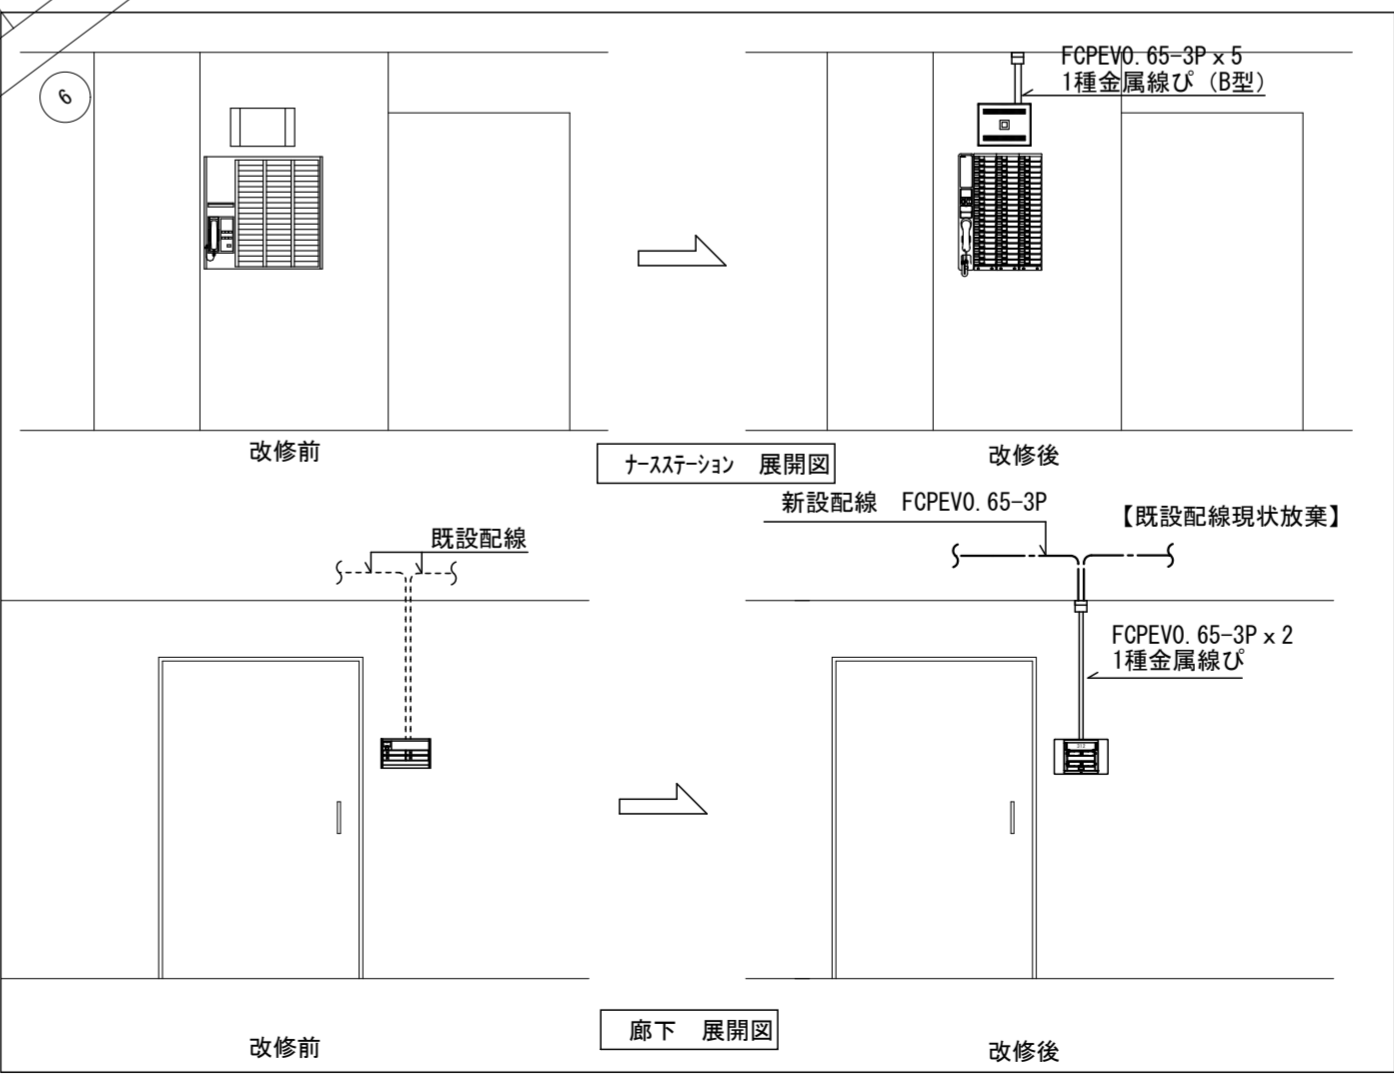 6
FCPEV0.65-3P×5
1種金属線ぴ（B型）
改修前
ﾅｰｽｽﾃｰｼｮﾝ　展開図
改修後
新設配線　FCPEV0.65-3P
【既設配線現状放棄】
既設配線
FCPEV0.65-3P×2
1種金属線ぴ
改修前
廊下　展開図
改修後